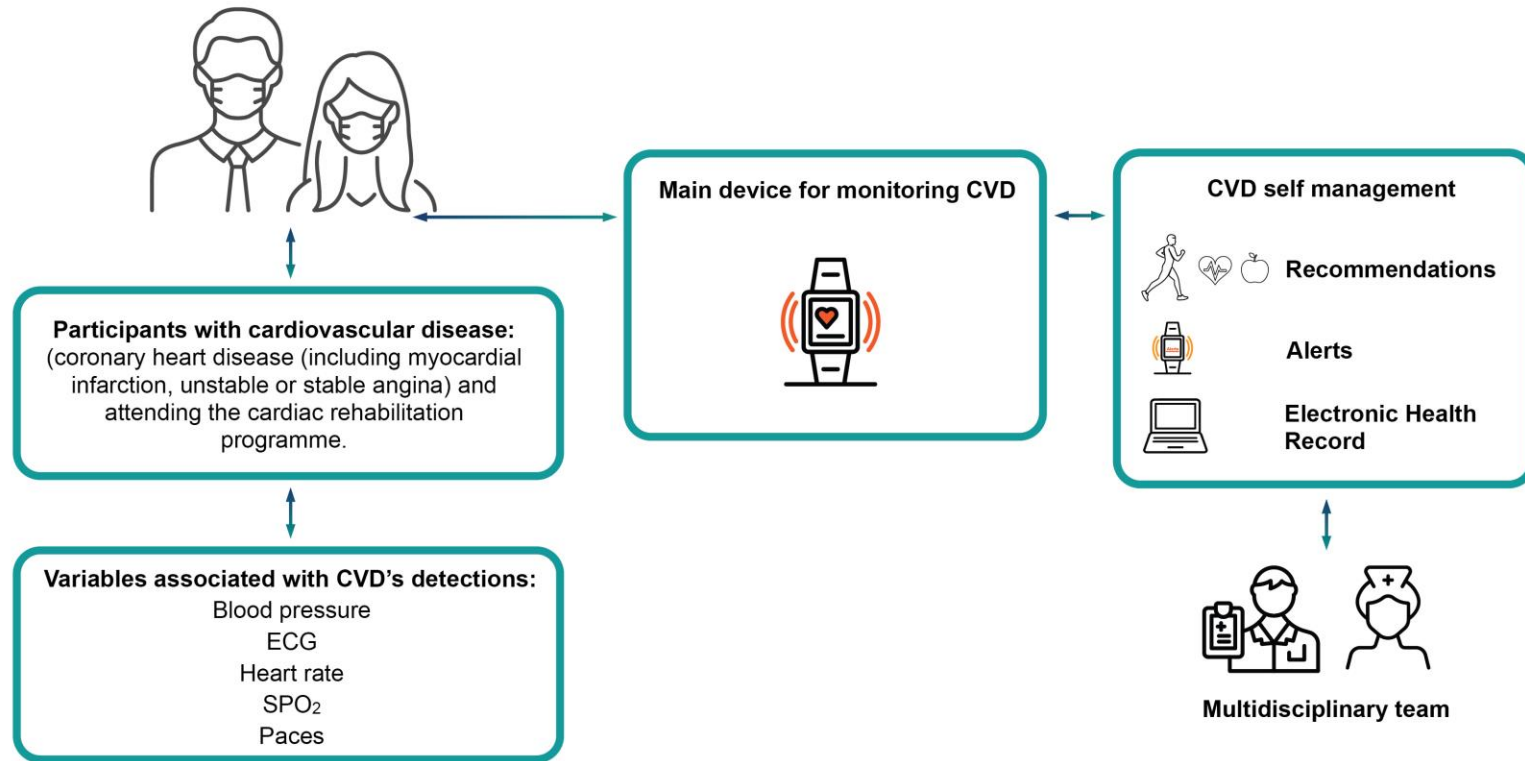 Participants with cardiovascular disease:
(coronary heart disease (including myocardial
infarction, unstable or stable angina) and
attending the cardiac rehabilitation
programme.
Variables associated with CVD’s detections:
Blood pressure
ECG
Heart rate
SPO₂
Paces
Main device for monitoring CVD
CVD self management
Recommendations
Alerts
Electronic Health
Record
Multidisciplinary team